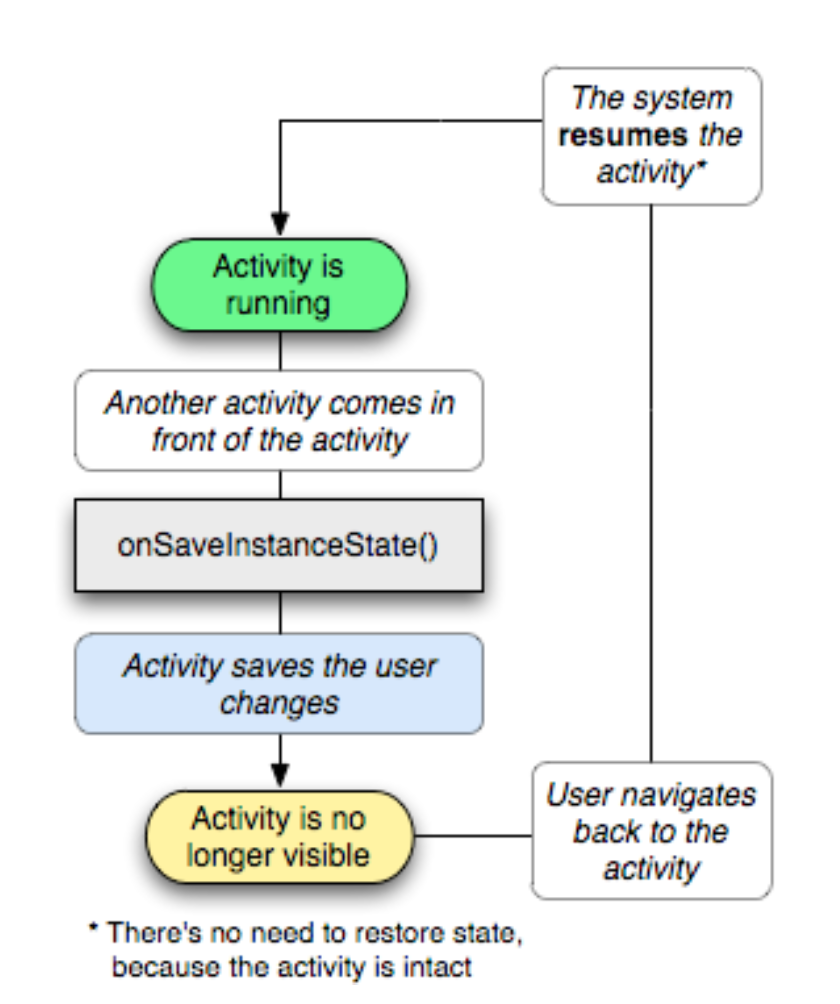 The system
resumes the
activity*
Activity is
running
Another activity comes in
front of the activity
onSaveInstanceState()
Activity saves the user
changes
Activity is no
longer visible
User navigates
back to the
activity
* There's no need to restore state,
because the activity is intact